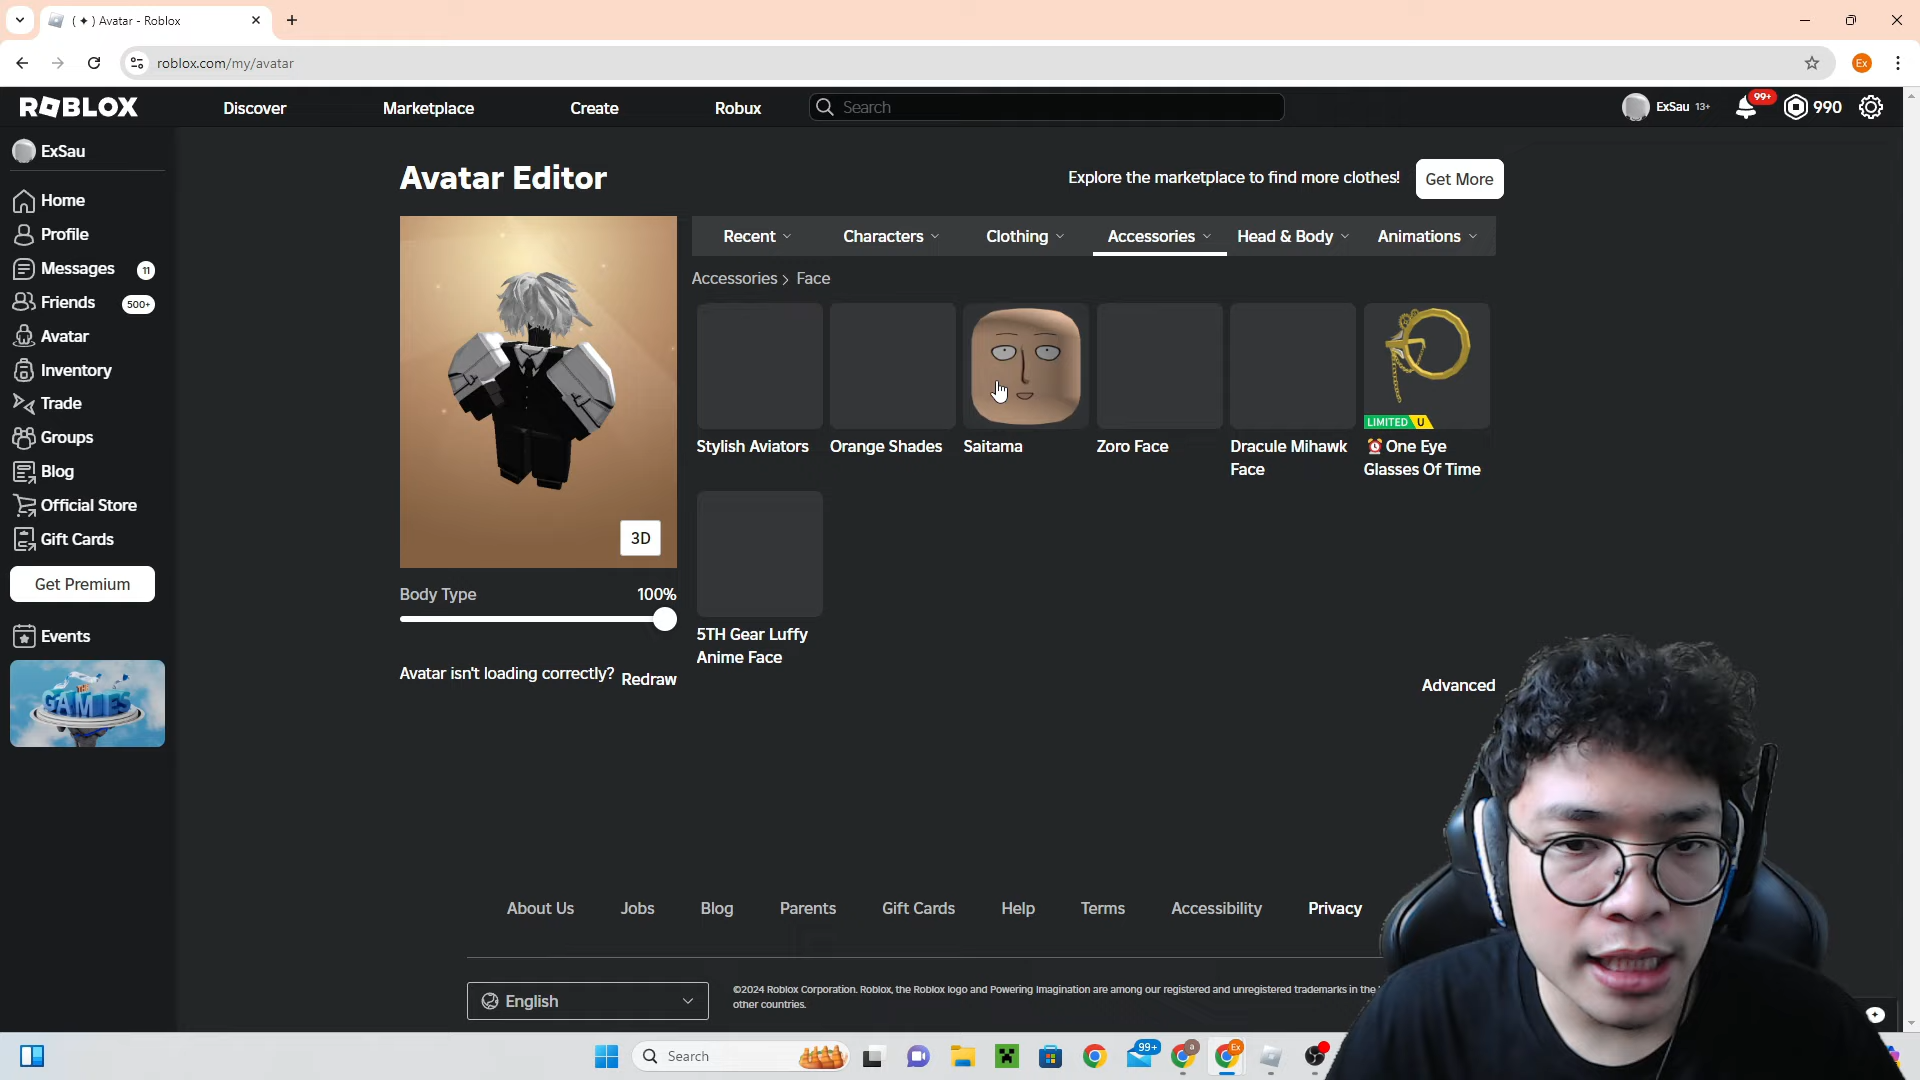 ( ✦ ) Avatar - Roblox
roblox.com/my/avatar
Ex
ROBLOX
Discover
Marketplace
Create
Robux
Search
ExSau 13+
99+
990
ExSau
Home
Profile
Messages 11
Friends 500+
Avatar
Inventory
Trade
Groups
Blog
Official Store
Gift Cards
Get Premium
Events
THE
GAMES
Avatar Editor
Explore the marketplace to find more clothes!
Get More
Recent
Characters
Clothing
Accessories
Head & Body
Animations
Accessories > Face
3D
Body Type 100%
Avatar isn't loading correctly? Redraw
Stylish Aviators
Orange Shades
Saitama
Zoro Face
Dracule Mihawk
Face
LIMITED U
⏰One Eye
Glasses Of Time
5TH Gear Luffy
Anime Face
Advanced
About Us
Jobs
Blog
Parents
Gift Cards
Help
Terms
Accessibility
Privacy
English
©2024 Roblox Corporation. Roblox, the Roblox logo and Powering Imagination are among our registered and unregistered trademarks in the
other countries.
Search
99+
a
Ex